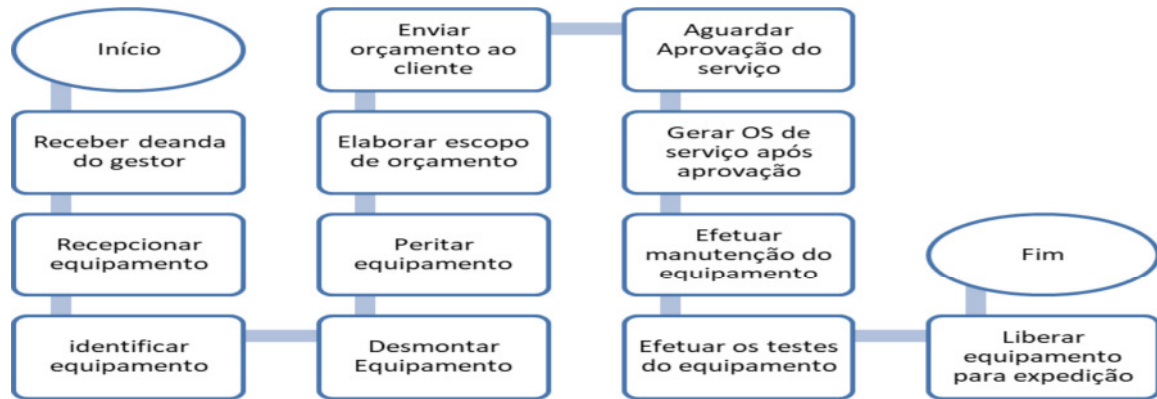 Início
Receber deanda
do gestor
Recepcionar
equipamento
identificar
equipamento
Desmontar
Equipamento
Peritar
equipamento
Elaborar escopo
de orçamento
Enviar
orçamento ao
cliente
Aguardar
Aprovação do
serviço
Gerar OS de
serviço após
aprovação
Efetuar
manutenção do
equipamento
Efetuar os testes
do equipamento
Liberar
equipamento
para expedição
Fim